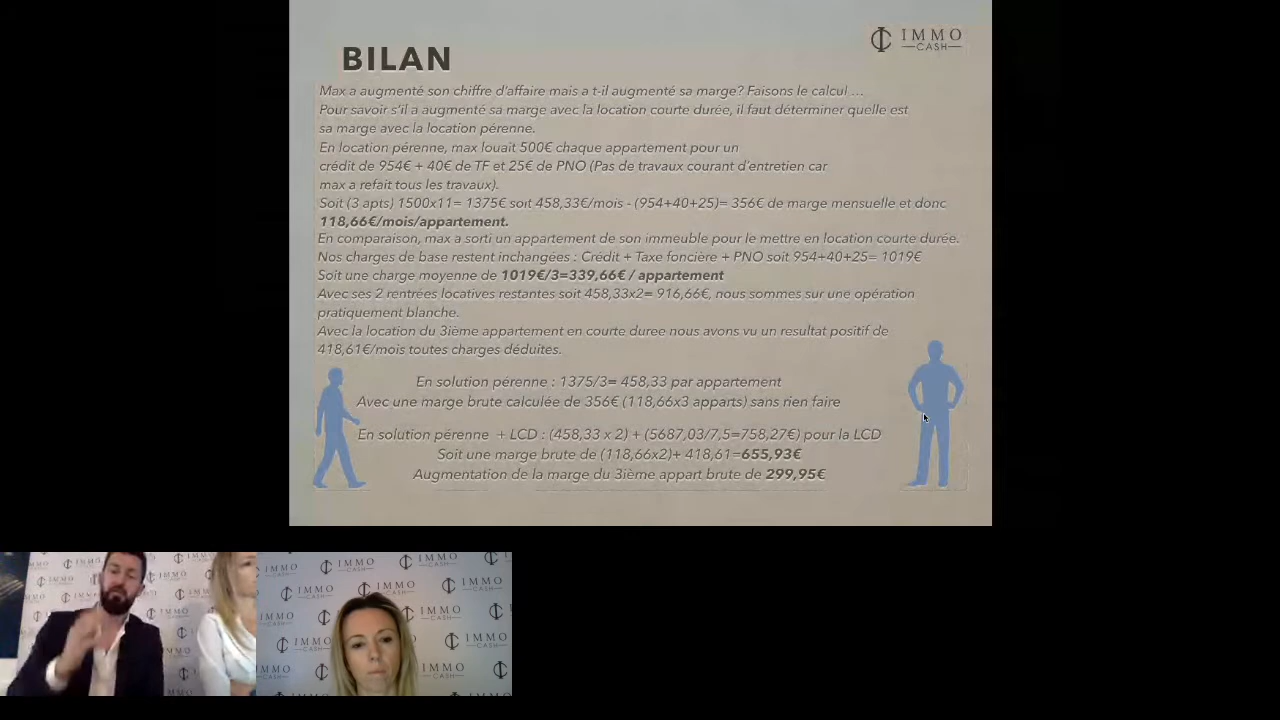 IMMO
CASH
BILAN
Max a augmenté son chiffre d'affaire mais a t-il augmenté sa marge? Faisons le calcul ...
Pour savoir s'il a augmenté sa marge avec la location courte durée, il faut déterminer quelle est
sa marge avec la location pérenne.
En location pérenne, max louait 500€ chaque appartement pour un
crédit de 954€ + 40€ de TF et 25€ de PNO (Pas de travaux courant d'entretien car
max a refait tous les travaux).
Soit (3 apts) 1500x11= 1375€ soit 458,33€/mois - (954+40+25)= 356€ de marge mensuelle et donc
118,66€/mois/appartement.
En comparaison, max a sorti un appartement de son immeuble pour le mettre en location courte durée.
Nos charges de base restent inchangées : Crédit + Taxe foncière + PNO soit 954+40+25= 1019€
Soit une charge moyenne de 1019€/3=339,66€ / appartement
Avec ses 2 rentrées locatives restantes soit 458,33x2= 916,66€, nous sommes sur une opération
pratiquement blanche.
Avec la location du 3ième appartement en courte duree nous avons vu un resultat positif de
418,61€/mois toutes charges déduites.
En solution pérenne : 1375/3= 458,33 par appartement
Avec une marge brute calculée de 356€ (118,66x3 apparts) sans rien faire
En solution pérenne + LCD : (458,33 x 2) + (5687,03/7,5=758,27€) pour la LCD
Soit une marge brute de (118,66x2)+ 418,61=655,93€
Augmentation de la marge du 3ième appart brute de 299,95€
IMMO
CASH